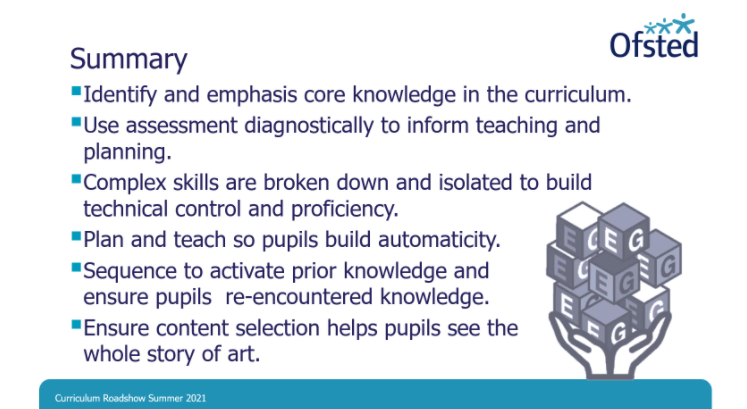 Ofsted
Summary
Identify and emphasis core knowledge in the curriculum.
Use assessment diagnostically to inform teaching and
planning.
Complex skills are broken down and isolated to build
technical control and proficiency.
Plan and teach so pupils build automaticity.
Sequence to activate prior knowledge and
ensure pupils  re-encountered knowledge.
Ensure content selection helps pupils see the
whole story of art.
E G E G
E G E G E G
E G E G
Curriculum Roadshow Summer 2021